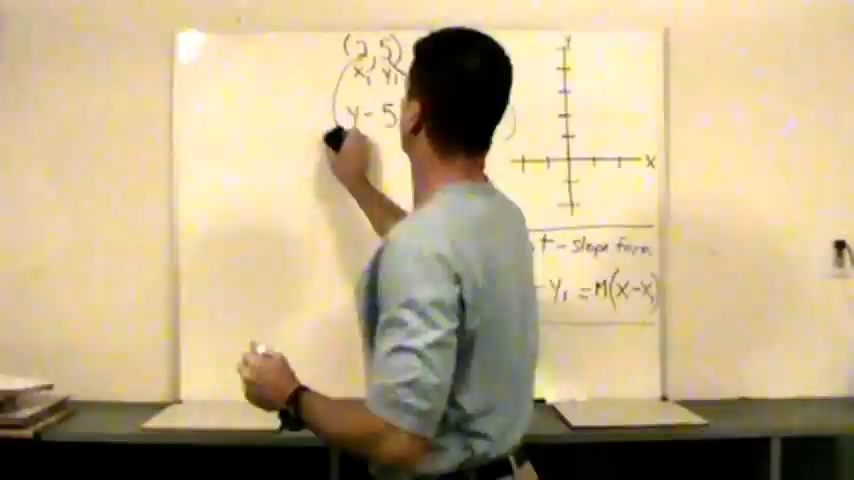 (2, 5)
x₁, y₁
y - 5
)
y
x
t - slope form
- Y₁ = M(X - X₁